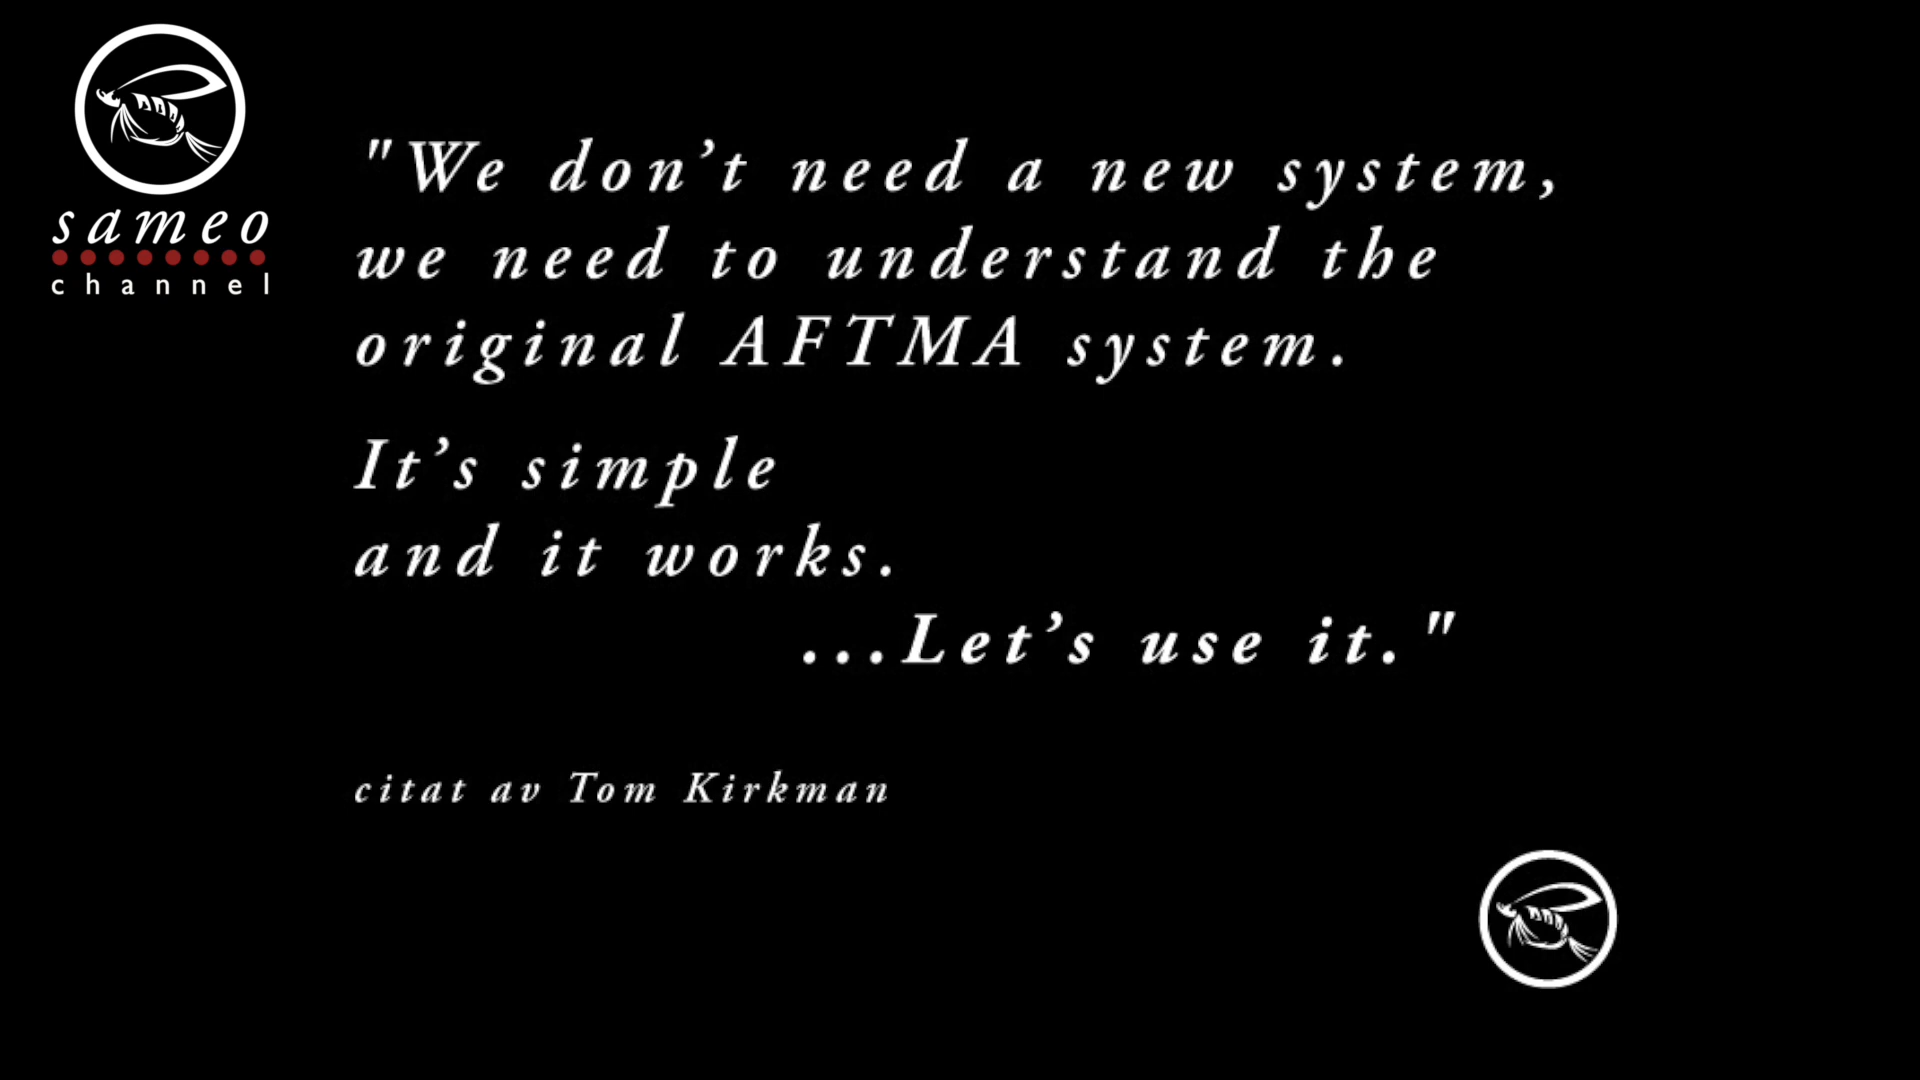 sameo
channel
"We don’t need a new system,
we need to understand the
original AFTMA system.
It’s simple
and it works.
...Let’s use it."
citat av Tom Kirkman